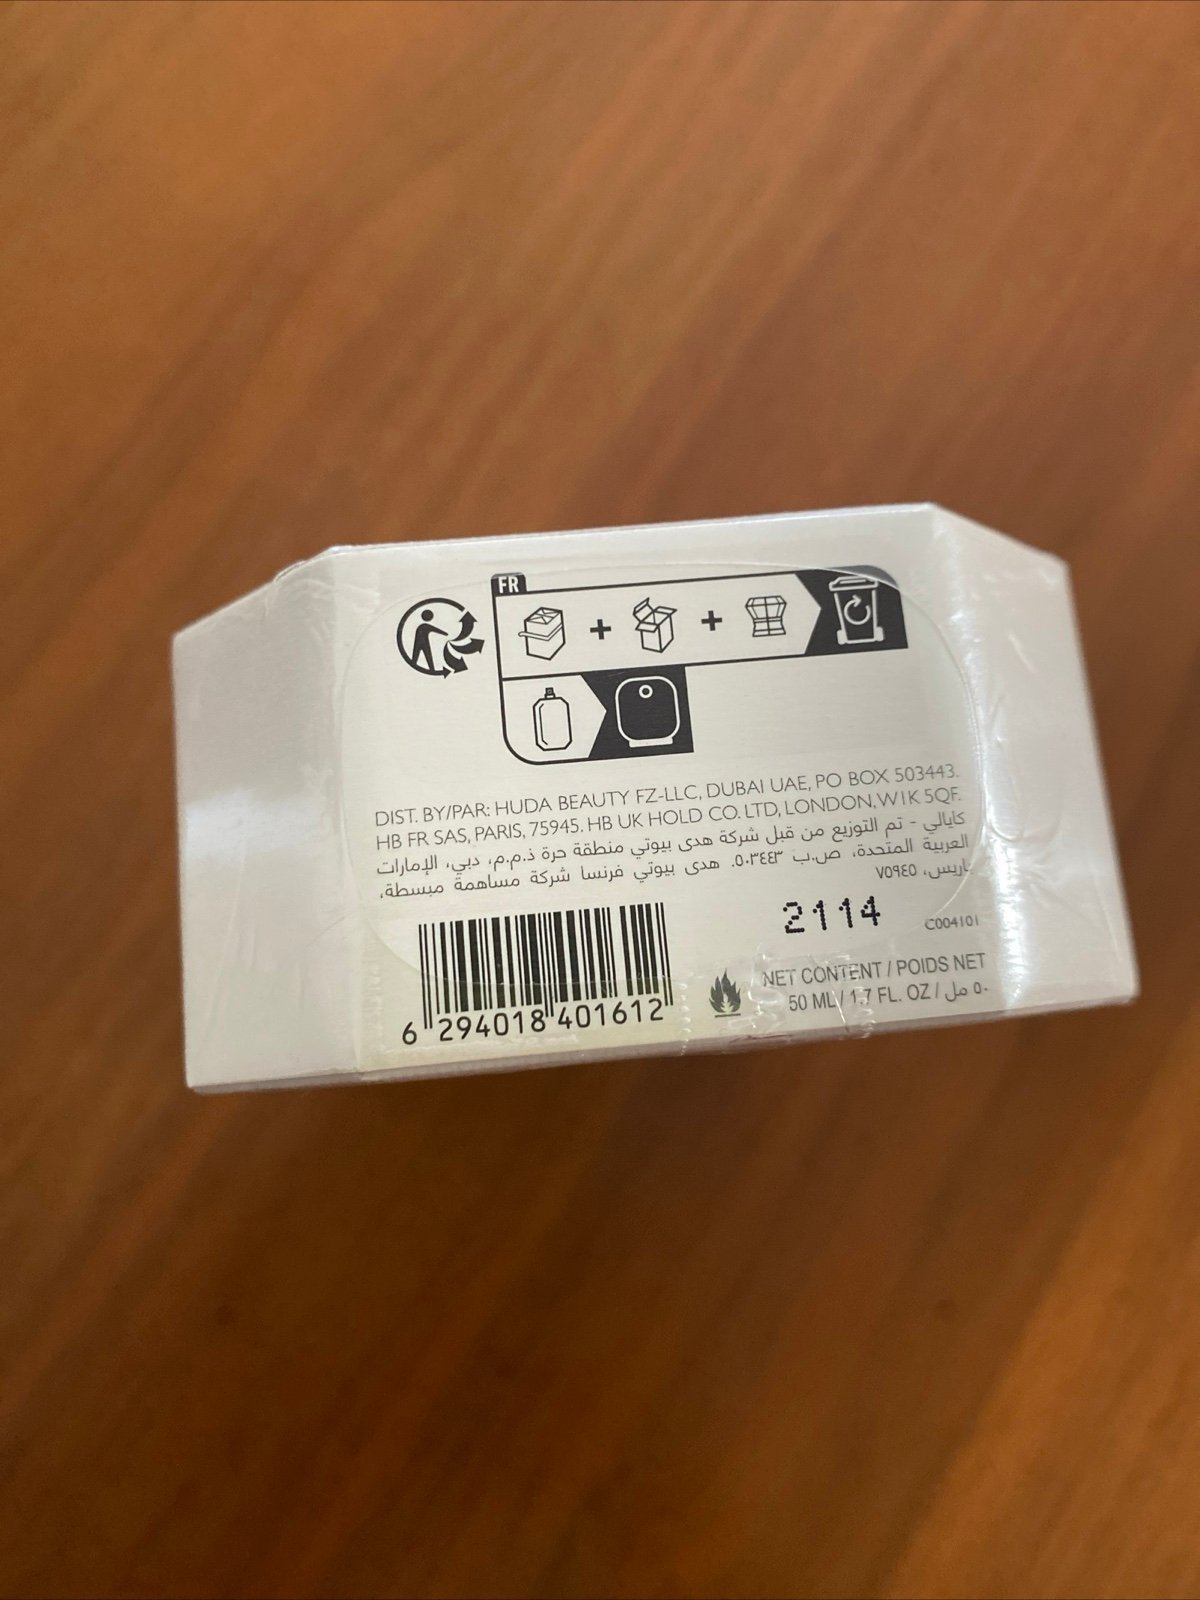 FR
DIST. BY/PAR: HUDA BEAUTY FZ-LLC, DUBAI UAE, PO BOX 503443.
HB FR SAS, PARIS, 75945. HB UK HOLD CO. LTD, LONDON, W1K 5QF.
كايالي - تم التوزيع من قبل شركة هدى بيوتي منطقة حرة ذ.م.م، دبي، الإمارات
العربية المتحدة، ص.ب ٥٠٣٤٤٣. هدى بيوتي فرنسا شركة مساهمة مبسطة،
باريس، ٧٥٩٤٥
2114
C004101
NET CONTENT / POIDS NET
50 ML / 1.7 FL. OZ / ٥٠ مل
6 294018 401612